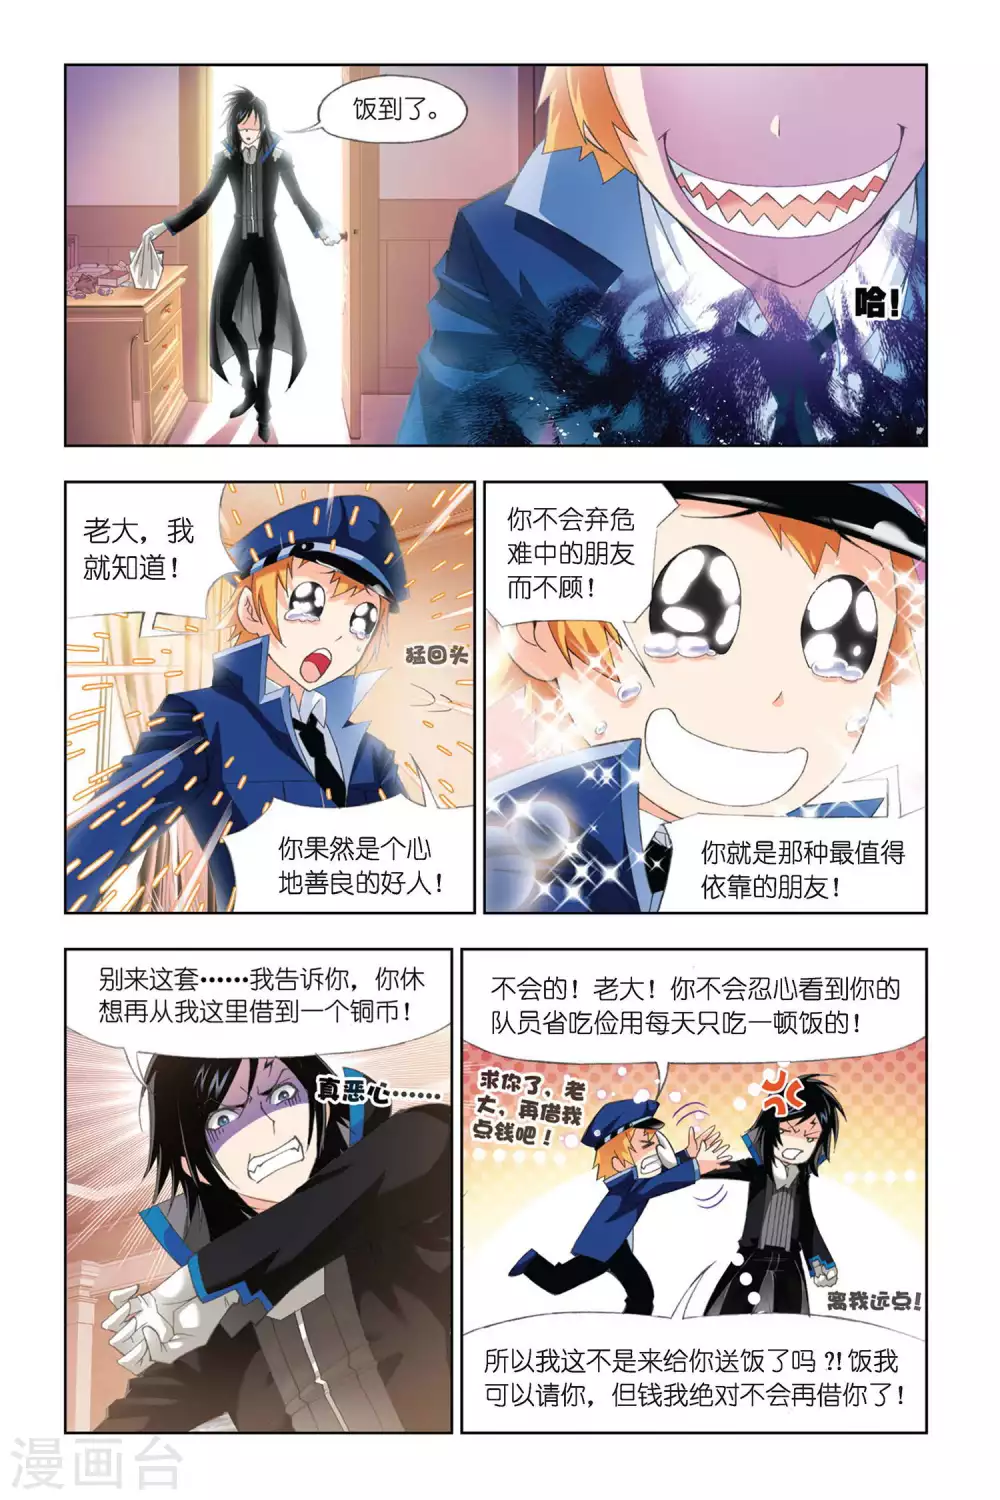 饭到了。
哈！
老大，我
就知道！
猛回头
你果然是个心
地善良的好人！
你不会弃危
难中的朋友
而不顾！
你就是那种最值得
依靠的朋友！
别来这套……我告诉你，你休
想再从我这里借到一个铜币！
真恶心……
不会的！老大！你不会忍心看到你的
队员省吃俭用每天只吃一顿饭的！
求你了，老
大，再借我
点钱吧！
离我远点！
所以我这不是来给你送饭了吗？！饭我
可以请你，但钱我绝对不会再借你了！
漫画台